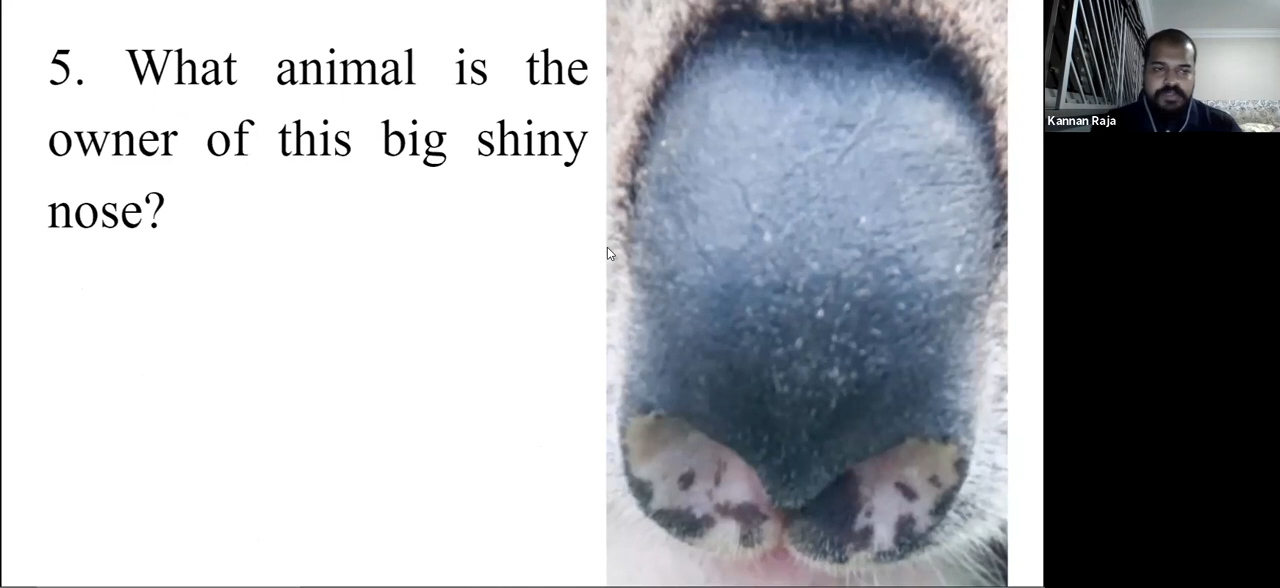 5. What animal is the
owner of this big shiny
nose?
Kannan Raja